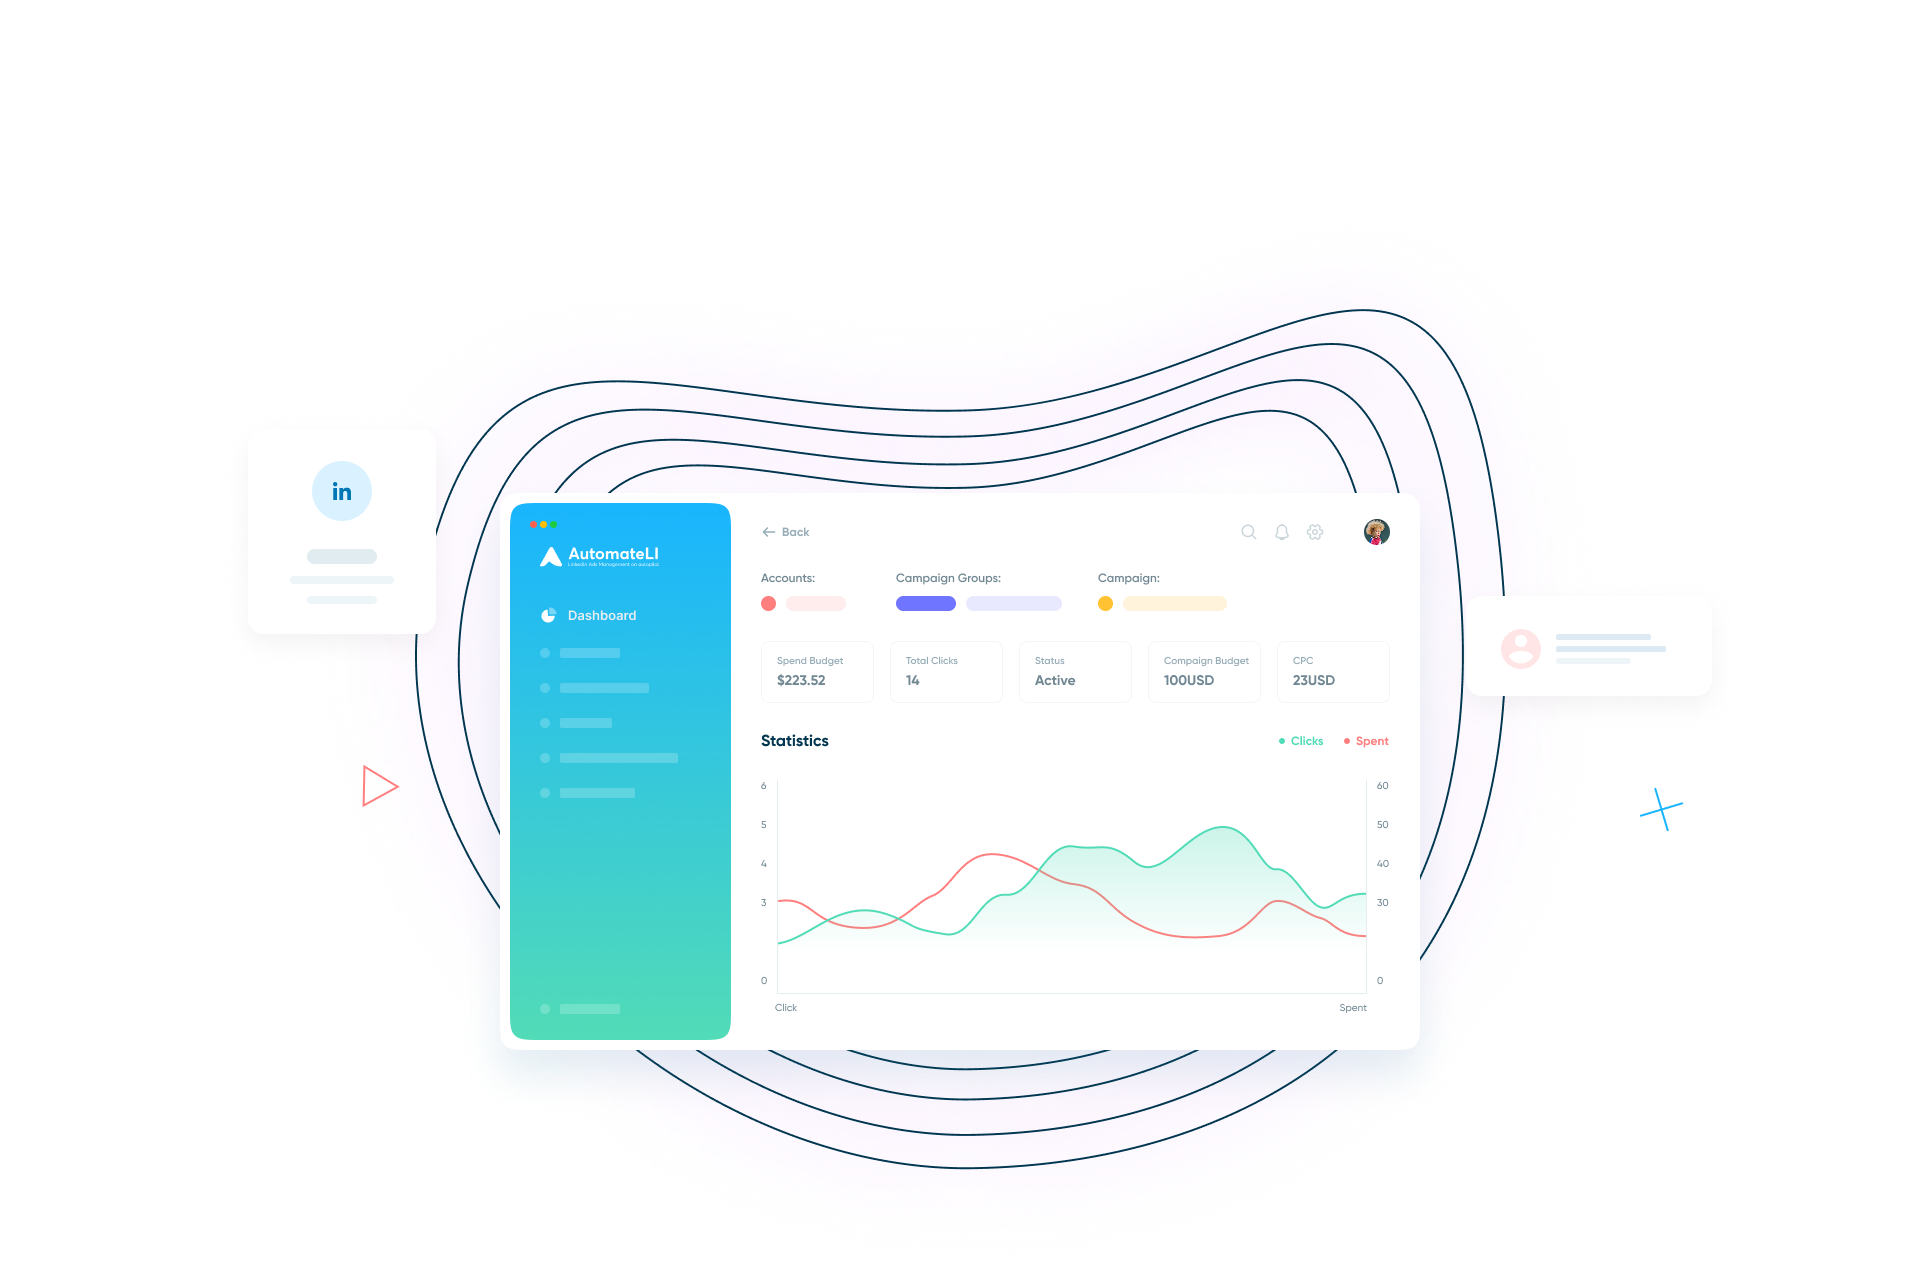 in
AutomateLI
LinkedIn Ads Management on autopilot
Dashboard
Back
Accounts:
Campaign Groups:
Campaign:
Spend Budget
$223.52
Total Clicks
14
Status
Active
Compaign Budget
100USD
CPC
23USD
Statistics
Clicks
Spent
6
5
4
3
0
60
50
40
30
0
Click
Spent